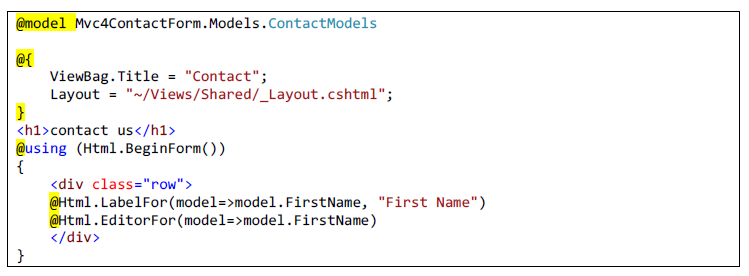 @model Mvc4ContactForm.Models.ContactModels
@{
ViewBag.Title = "Contact";
Layout = "~/Views/Shared/_Layout.cshtml";
}
<h1>contact us</h1>
@using (Html.BeginForm())
{
<div class="row">
@Html.LabelFor(model=>model.FirstName, "First Name")
@Html.EditorFor(model=>model.FirstName)
</div>
}